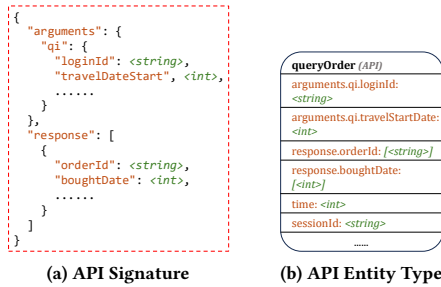 {
"arguments": {
"qi": {
"loginId": <string>,
"travelDateStart", <int>,
......
}
},
"response": [
{
"orderId": <string>,
"boughtDate": <int>,
......
}
]
}
(a) API Signature
queryOrder (API)
arguments.qi.loginId:
<string>
arguments.qi.travelStartDate:
<int>
response.orderId: [<string>]
response.boughtDate:
[<int>]
time: <int>
sessionId: <string>
......
(b) API Entity Type